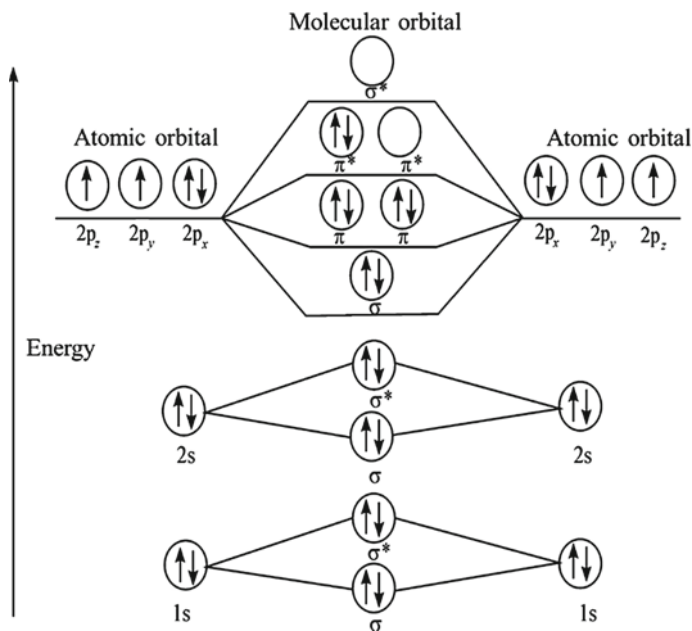 Molecular orbital
σ*
Atomic orbital
Atomic orbital
π* π*
2p_z 2p_y 2p_x
π π
2p_x 2p_y 2p_z
σ
Energy
σ*
2s
σ
2s
σ*
1s
σ
1s